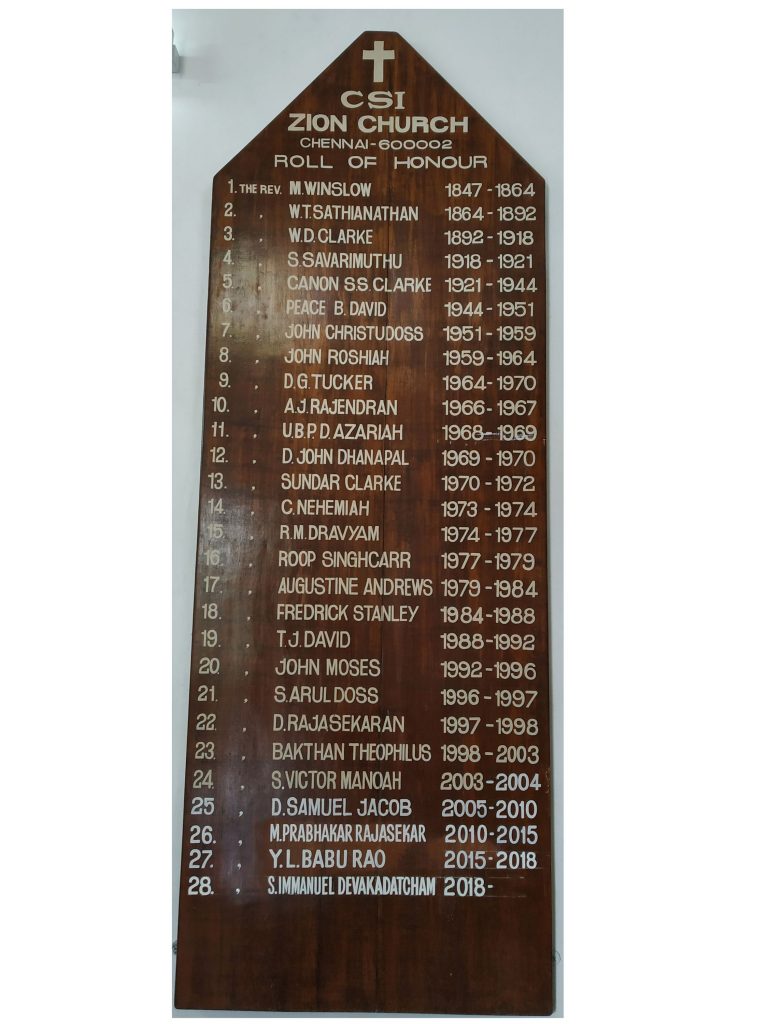 CSI
ZION CHURCH
CHENNAI-600002
ROLL OF HONOUR
1. THE REV. M.WINSLOW 1847-1864
2. „ W.T.SATHIANATHAN 1864-1892
3. „ W.D.CLARKE 1892-1918
4. „ S.SAVARIMUTHU 1918-1921
5. „ CANON S.S.CLARKE 1921-1944
6. „ PEACE B.DAVID 1944-1951
7. „ JOHN CHRISTUDOSS 1951-1959
8. „ JOHN ROSHIAH 1959-1964
9. „ D.G.TUCKER 1964-1970
10. „ A.J.RAJENDRAN 1966-1967
11. „ U.B.P.D.AZARIAH 1968-1969
12. „ D.JOHN DHANAPAL 1969-1970
13. „ SUNDAR CLARKE 1970-1972
14. „ C.NEHEMIAH 1973-1974
15. „ R.M.DRAVYAM 1974-1977
16. „ ROOP SINGHCARR 1977-1979
17. „ AUGUSTINE ANDREWS 1979-1984
18. „ FREDRICK STANLEY 1984-1988
19. „ T.J.DAVID 1988-1992
20. „ JOHN MOSES 1992-1996
21. „ S.ARULDOSS 1996-1997
22. „ D.RAJASEKARAN 1997-1998
23. „ BAKTHAN THEOPHILUS 1998-2003
24. „ S.VICTOR MANOAH 2003-2004
25 „ D.SAMUEL JACOB 2005-2010
26. „ M.PRABHAKAR RAJASEKAR 2010-2015
27. „ Y.L.BABU RAO 2015-2018
28. „ S.IMMANUEL DEVAKADATCHAM 2018-